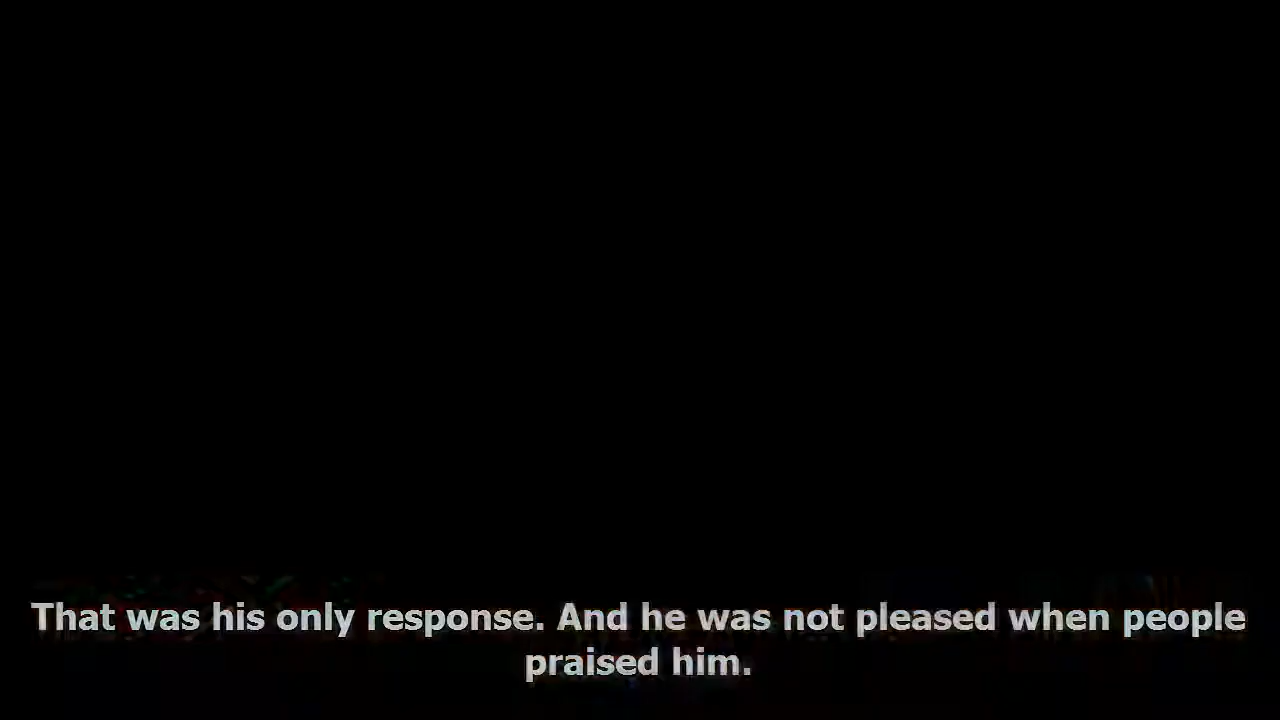 That was his only response. And he was not pleased when people
praised him.